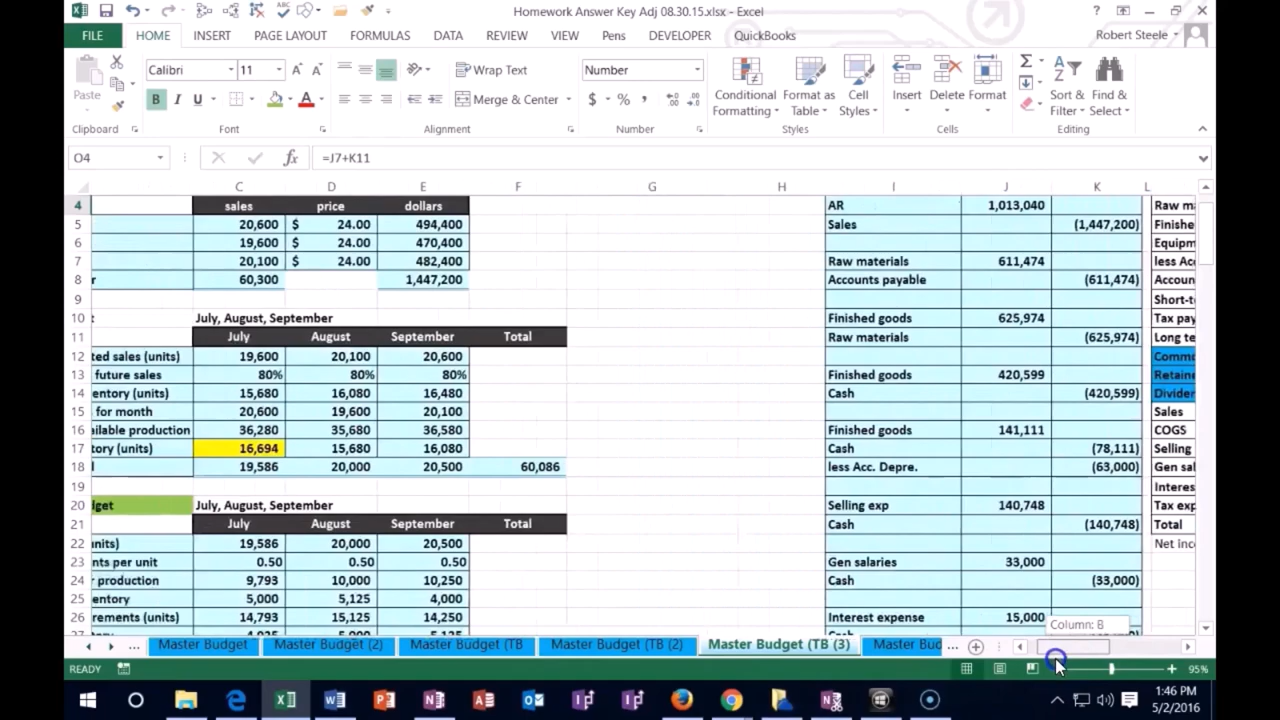 Homework Answer Key Adj 08.30.15.xlsx - Excel
FILE HOME INSERT PAGE LAYOUT FORMULAS DATA REVIEW VIEW Pens DEVELOPER QuickBooks Robert Steele
Calibri 11 Wrap Text Number
Paste B I U Merge & Center $ % , Conditional Formatting Format as Table Cell Styles Insert Delete Format Sort & Filter Find & Select
Clipboard Font Alignment Number Styles Cells Editing
O4 fx =J7+K11
C D E F G H I J K L
4 sales price dollars AR 1,013,040 Raw m
5 20,600 $ 24.00 494,400 Sales (1,447,200) Finishe
6 19,600 $ 24.00 470,400 Equipm
7 20,100 $ 24.00 482,400 Raw materials 611,474 less Acc
8 r 60,300 1,447,200 Accounts payable (611,474) Accoun
9 Short-t
10 t July, August, September Finished goods 625,974 Tax pay
11 July August September Total Raw materials (625,974) Long te
12 ted sales (units) 19,600 20,100 20,600 Commo
13 future sales 80% 80% 80% Finished goods 420,599 Retaine
14 entory (units) 15,680 16,080 16,480 Cash (420,599) Dividen
15 for month 20,600 19,600 20,100 Sales
16 ailable production 36,280 35,680 36,580 Finished goods 141,111 COGS
17 tory (units) 16,694 15,680 16,080 Cash (78,111) Selling
18 l 19,586 20,000 20,500 60,086 less Acc. Depre. (63,000) Gen sal
19 Interes
20 lget July, August, September Selling exp 140,748 Tax exp
21 July August September Total Cash (140,748) Total
22 units) 19,586 20,000 20,500 Net inco
23 nts per unit 0.50 0.50 0.50 Gen salaries 33,000
24 r production 9,793 10,000 10,250 Cash (33,000)
25 entory 5,000 5,125 4,000
26 rements (units) 14,793 15,125 14,250 Interest expense 15,000
Column: B
... Master Budget Master Budget (2) Master Budget (TB Master Budget (TB (2) Master Budget (TB (3) Master Bud ...
READY 95%
1:46 PM
5/2/2016